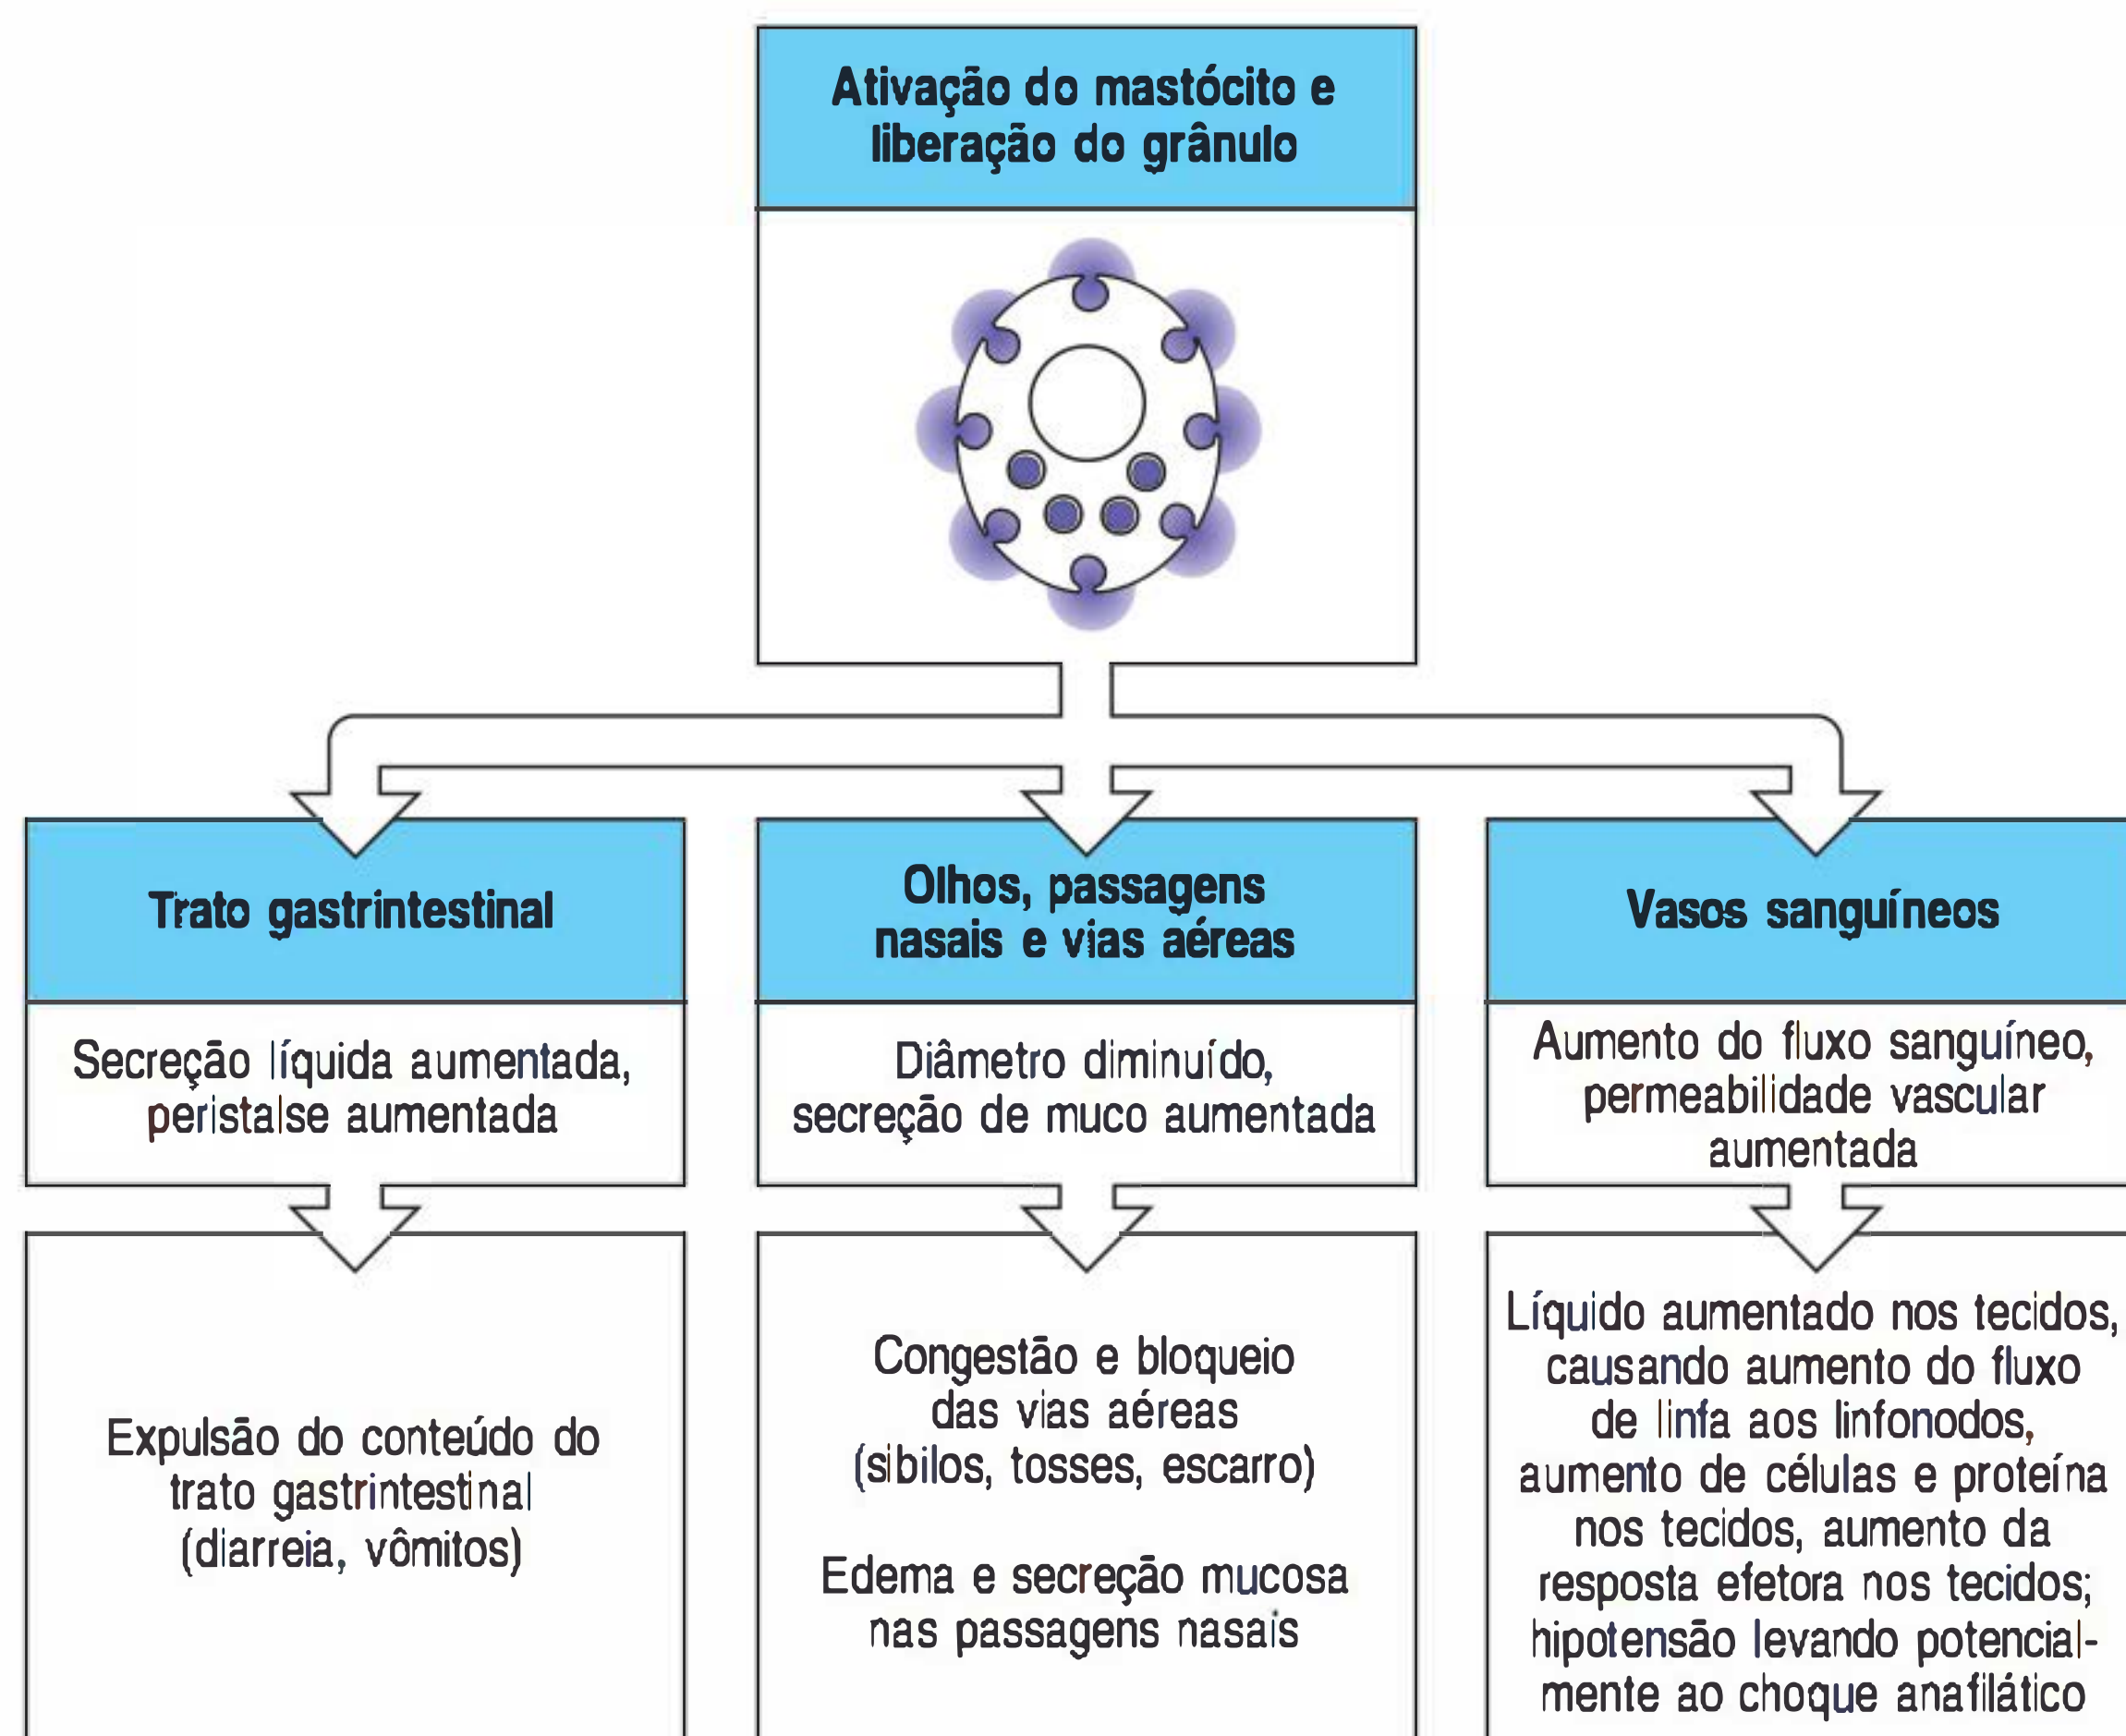 Ativação do mastócito e
liberação do grânulo
Trato gastrintestinal
Secreção líquida aumentada,
peristalse aumentada
Expulsão do conteúdo do
trato gastrintestinal
(diarreia, vômitos)
Olhos, passagens
nasais e vias aéreas
Diâmetro diminuído,
secreção de muco aumentada
Congestão e bloqueio
das vias aéreas
(sibilos, tosses, escarro)
Edema e secreção mucosa
nas passagens nasais
Vasos sanguíneos
Aumento do fluxo sanguíneo,
permeabilidade vascular
aumentada
Líquido aumentado nos tecidos,
causando aumento do fluxo
de linfa aos linfonodos,
aumento de células e proteína
nos tecidos, aumento da
resposta efetora nos tecidos;
hipotensão levando potencial-
mente ao choque anafilático